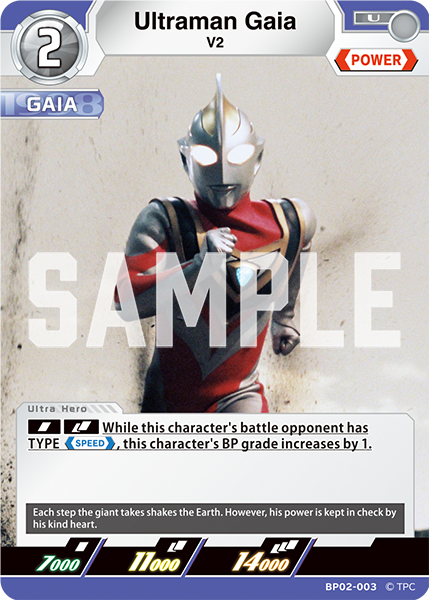 2
Ultraman Gaia
V2
U
POWER
1998
GAIA
SAMPLE
Ultra Hero
While this character's battle opponent has
TYPE SPEED, this character's BP grade increases by 1.
Each step the giant takes shakes the Earth. However, his power is kept in check by
his kind heart.
7000
11000
14000
BP02-003 © TPC